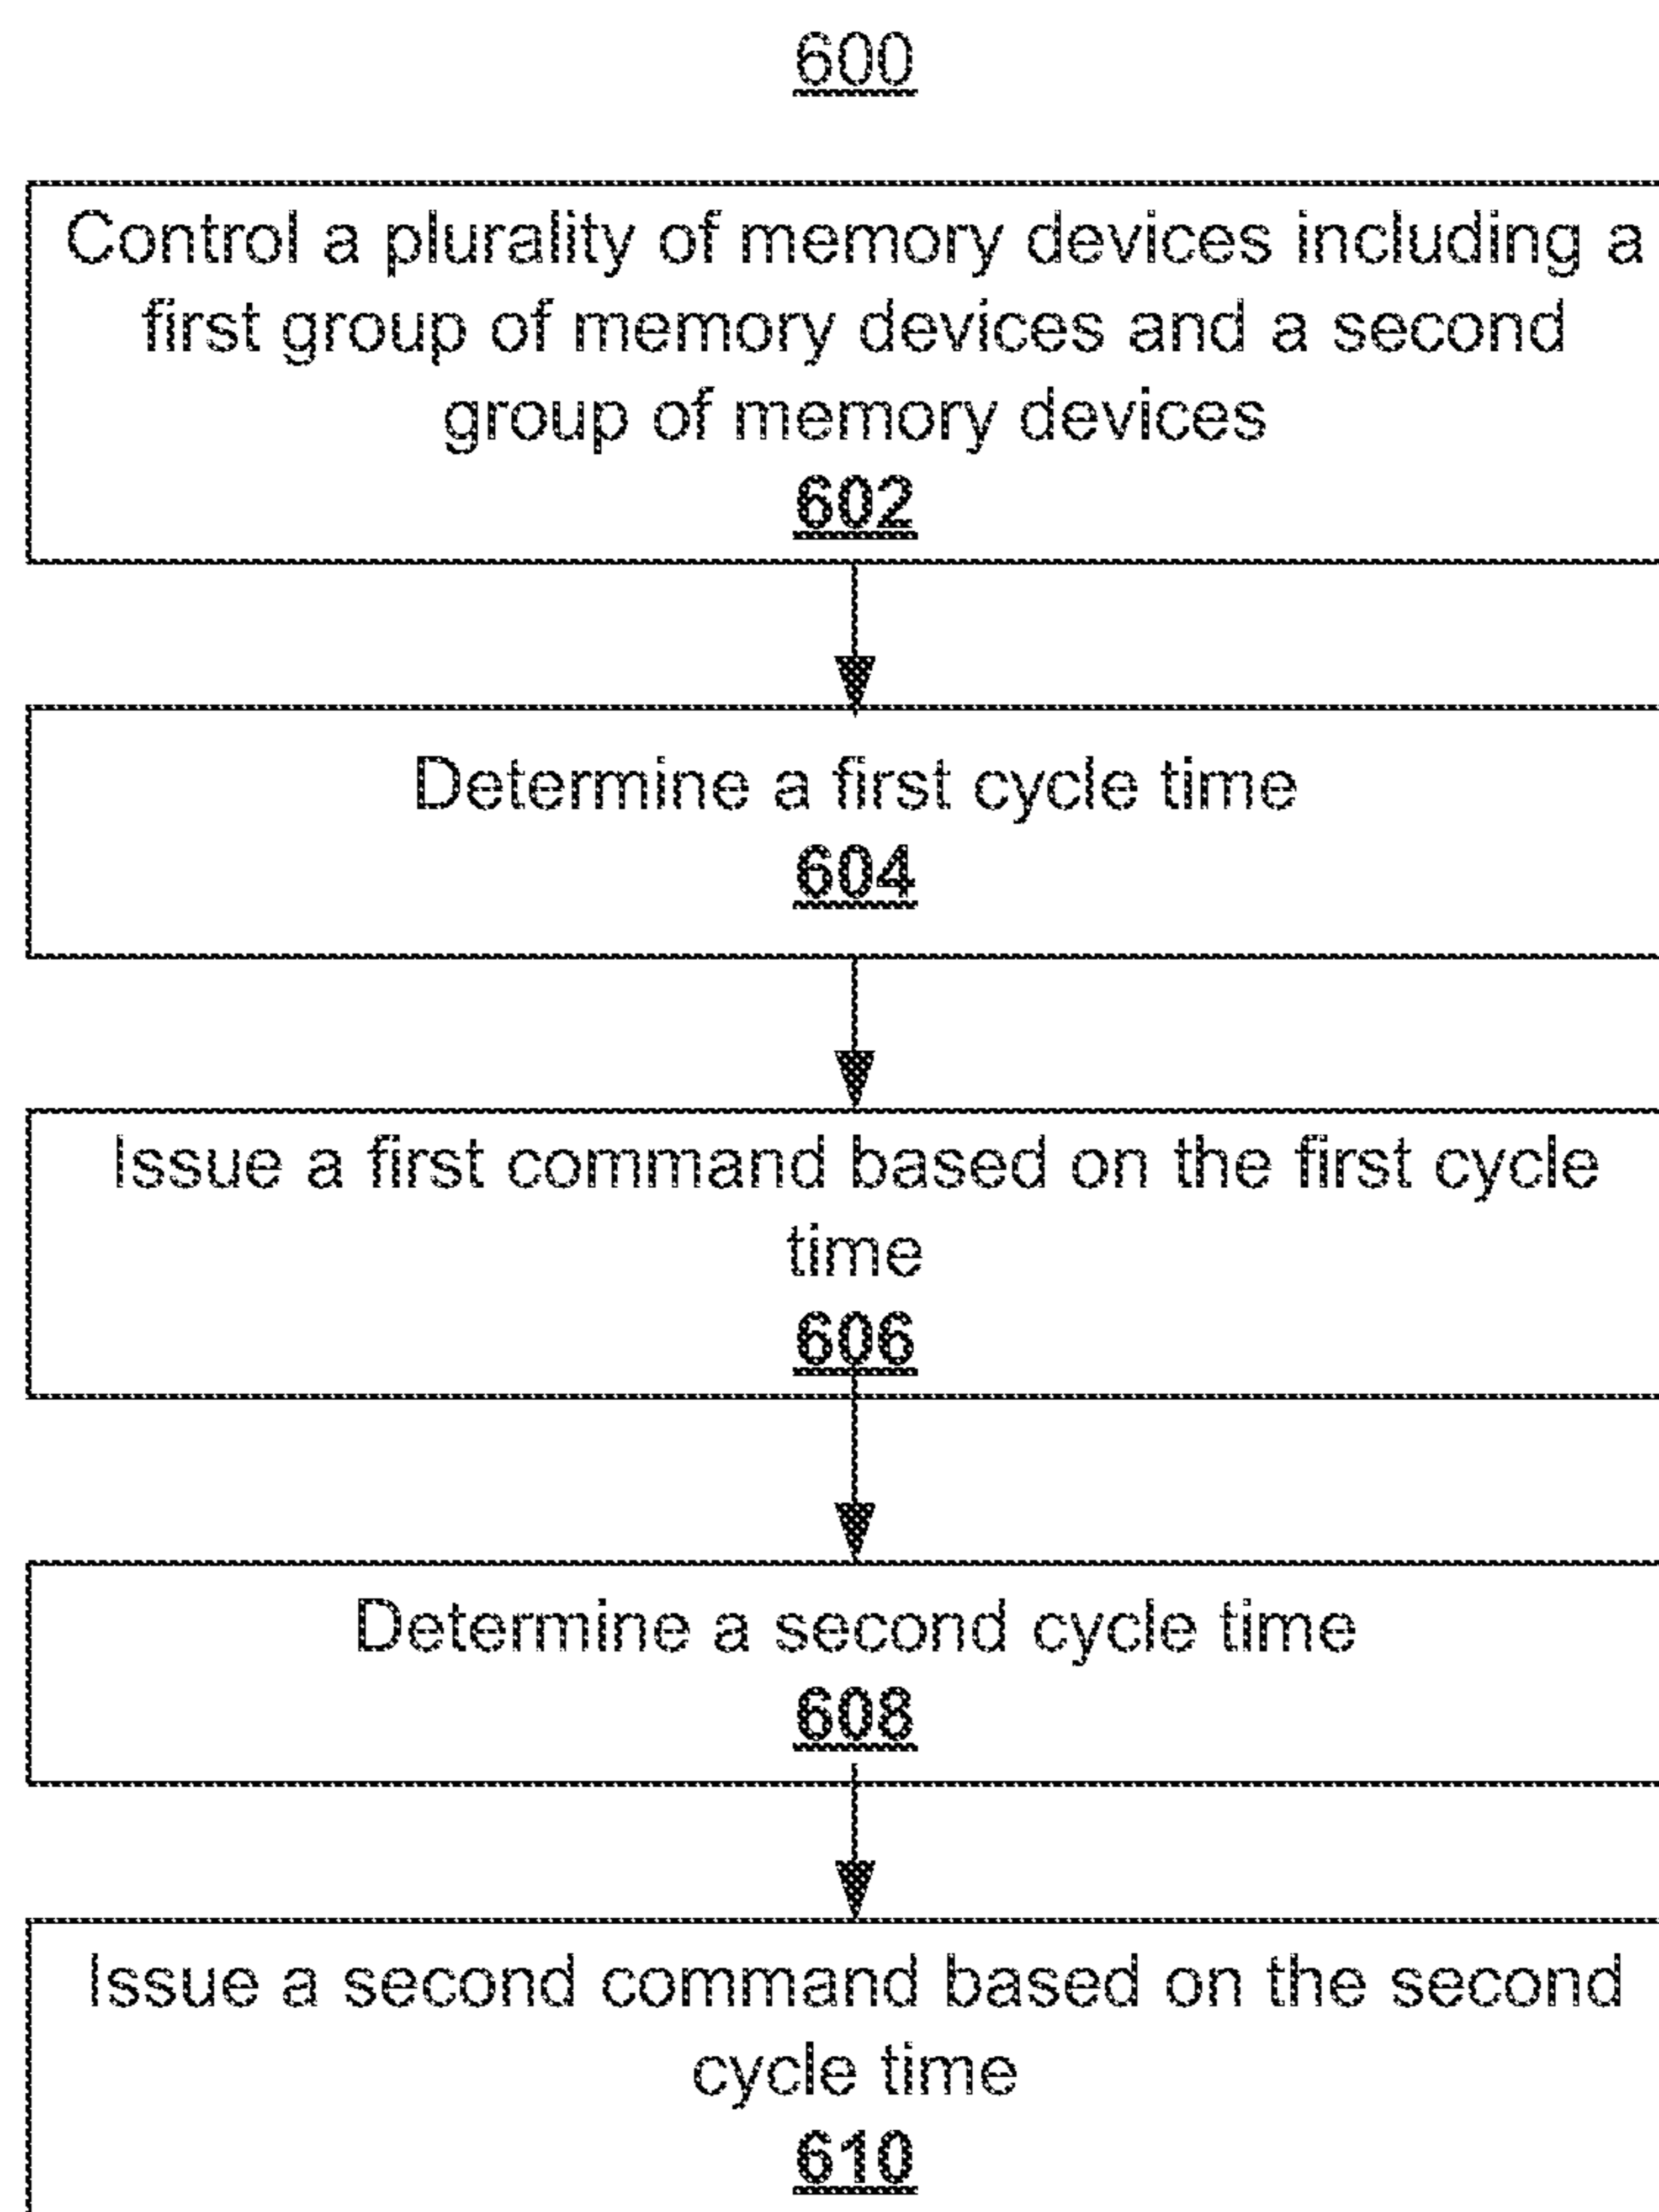 600
Control a plurality of memory devices including a
first group of memory devices and a second
group of memory devices
602
Determine a first cycle time
604
Issue a first command based on the first cycle
time
606
Determine a second cycle time
608
Issue a second command based on the second
cycle time
610